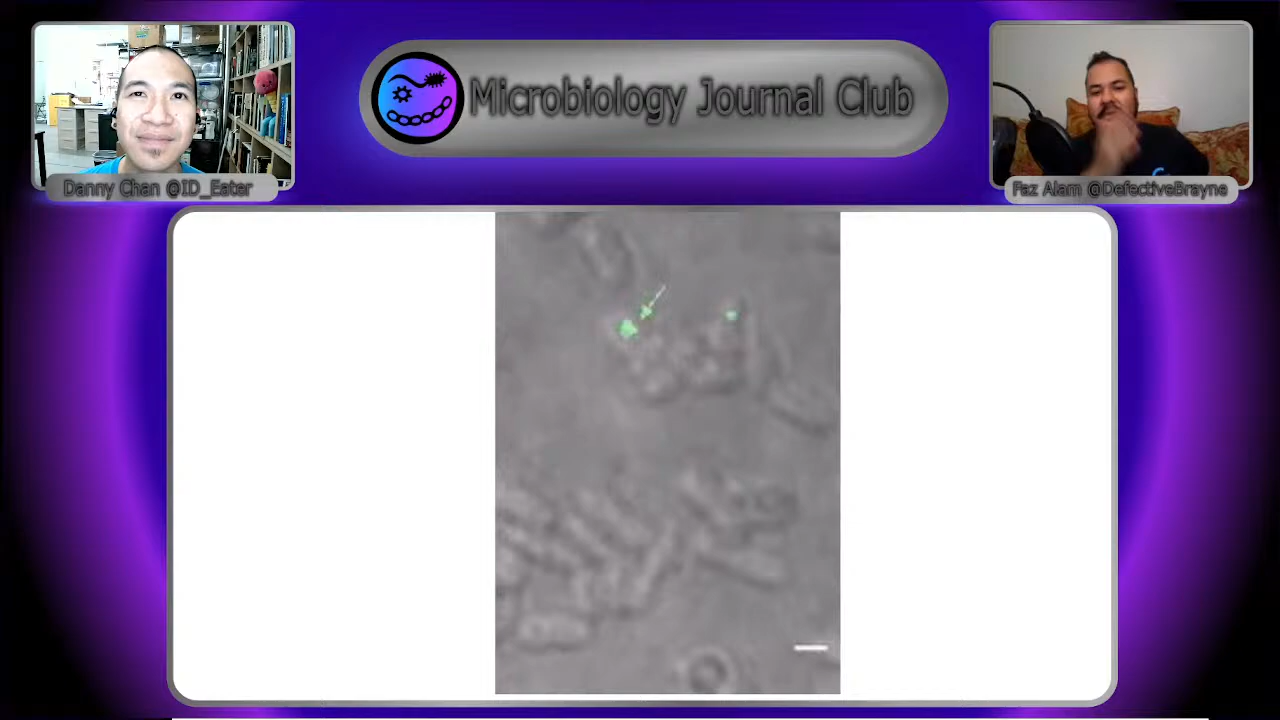 Microbiology Journal Club
Danny Chan @ID_Eater
Faz Alam @DefectiveBrayne